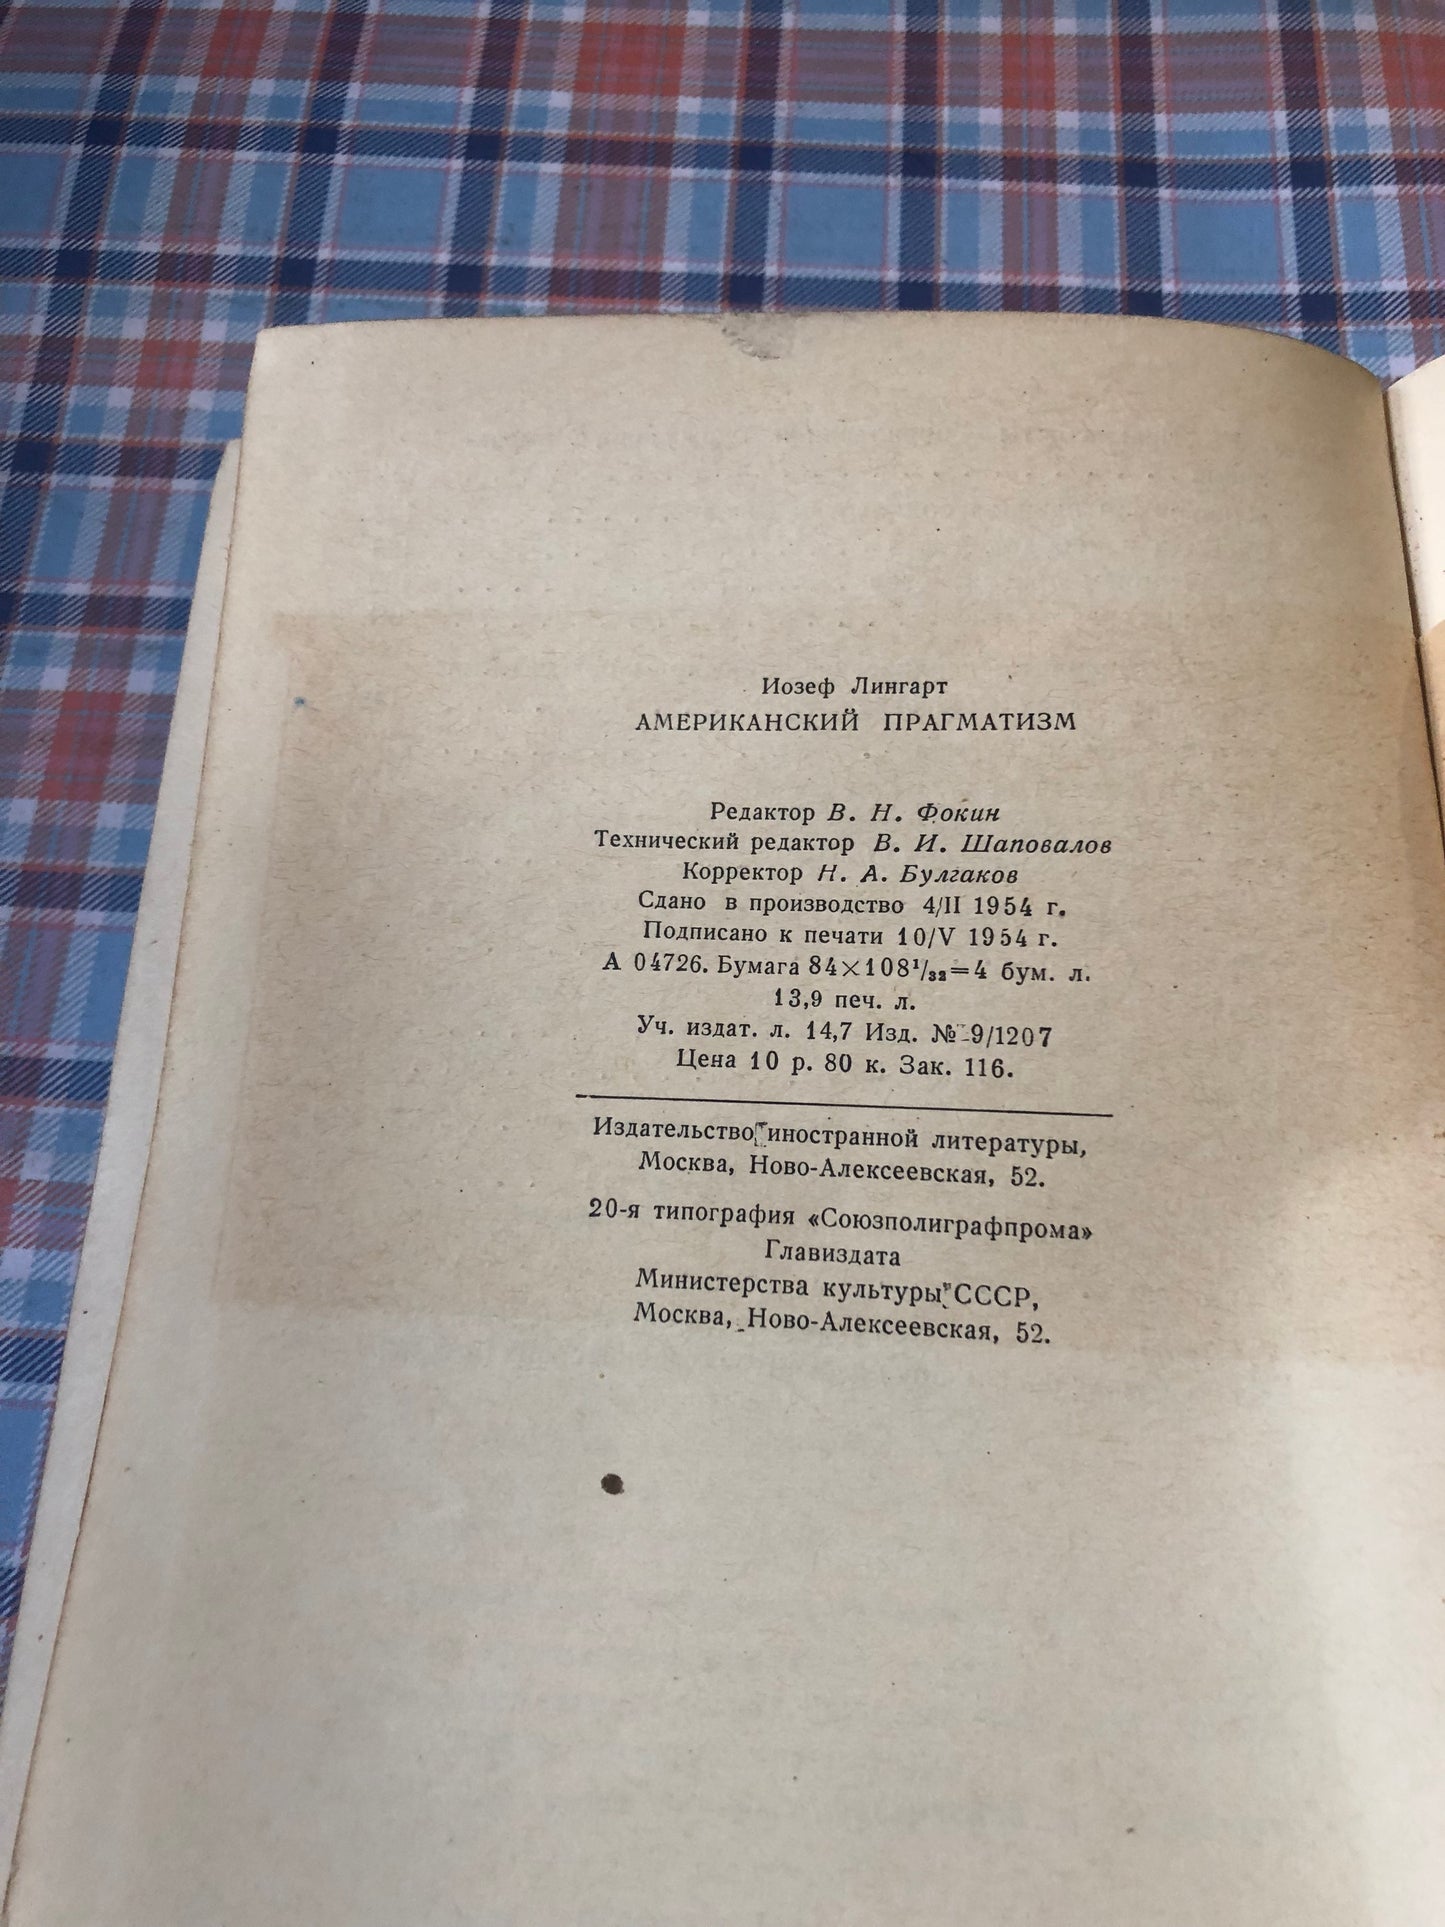 Иозеф Лингарт
АМЕРИКАНСКИЙ ПРАГМАТИЗМ
Редактор В. Н. Фокин
Технический редактор В. И. Шаповалов
Корректор Н. А. Булгаков
Сдано в производство 4/II 1954 г.
Подписано к печати 10/V 1954 г.
А 04726. Бумага 84×108¹/₃₂=4 бум. л.
13,9 печ. л.
Уч. издат. л. 14,7 Изд. № 9/1207
Цена 10 р. 80 к. Зак. 116.
Издательство иностранной литературы,
Москва, Ново-Алексеевская, 52.
20-я типография «Союзполиграфпрома»
Главиздата
Министерства культуры СССР,
Москва, Ново-Алексеевская, 52.